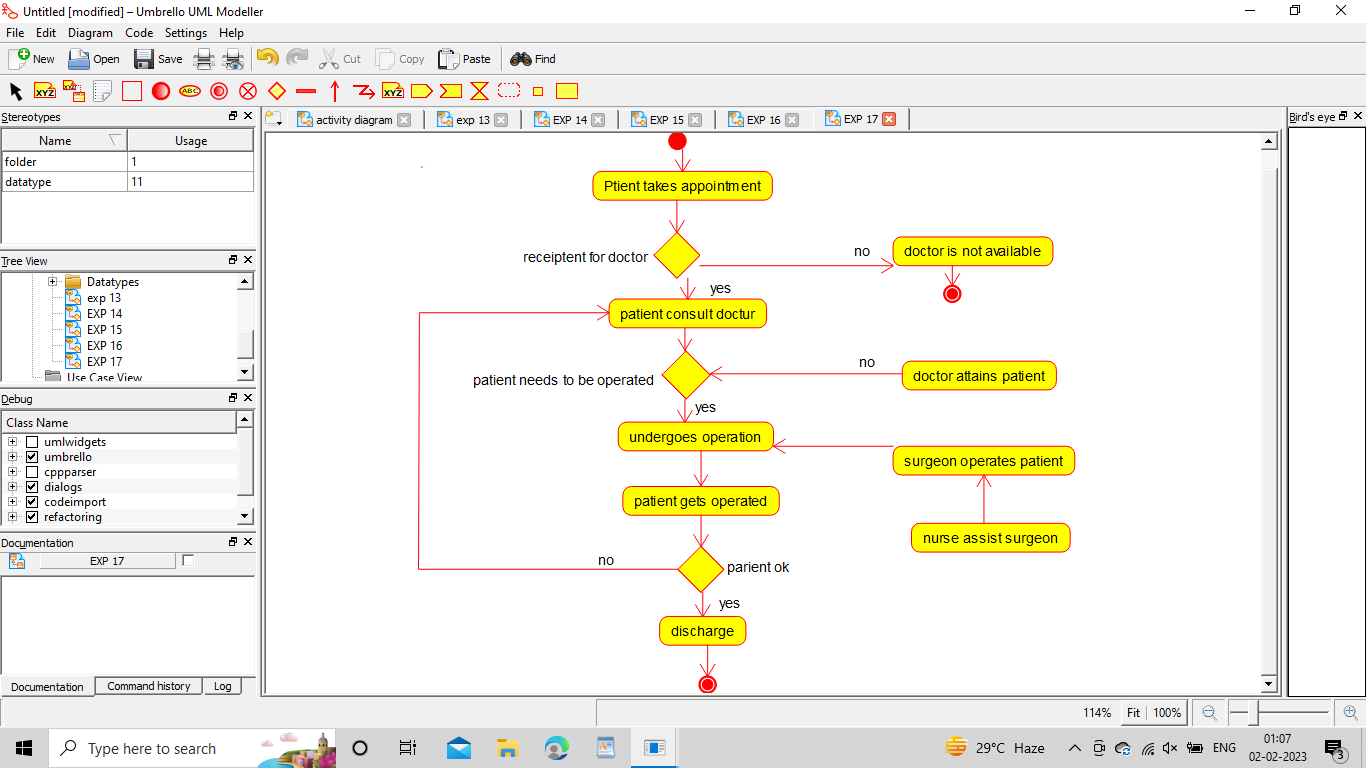 Untitled [modified] – Umbrello UML Modeller
File Edit Diagram Code Settings Help
New Open Save Cut Copy Paste Find
XYZ XYZ ABC XYZ
Stereotypes
Name Usage
folder 1
datatype 11
Tree View
Datatypes
exp 13
EXP 14
EXP 15
EXP 16
EXP 17
Use Case View
Debug
Class Name
umlwidgets
umbrello
cppparser
dialogs
codeimport
refactoring
Documentation
EXP 17
Documentation Command history Log
activity diagram exp 13 EXP 14 EXP 15 EXP 16 EXP 17
Ptient takes appointment
receiptent for doctor
no
doctor is not available
yes
patient consult doctur
patient needs to be operated
no
doctor attains patient
yes
undergoes operation
surgeon operates patient
patient gets operated
nurse assist surgeon
no
parient ok
yes
discharge
Bird's eye
114% Fit 100%
Type here to search
29°C Haze
ENG
01:07
02-02-2023
3